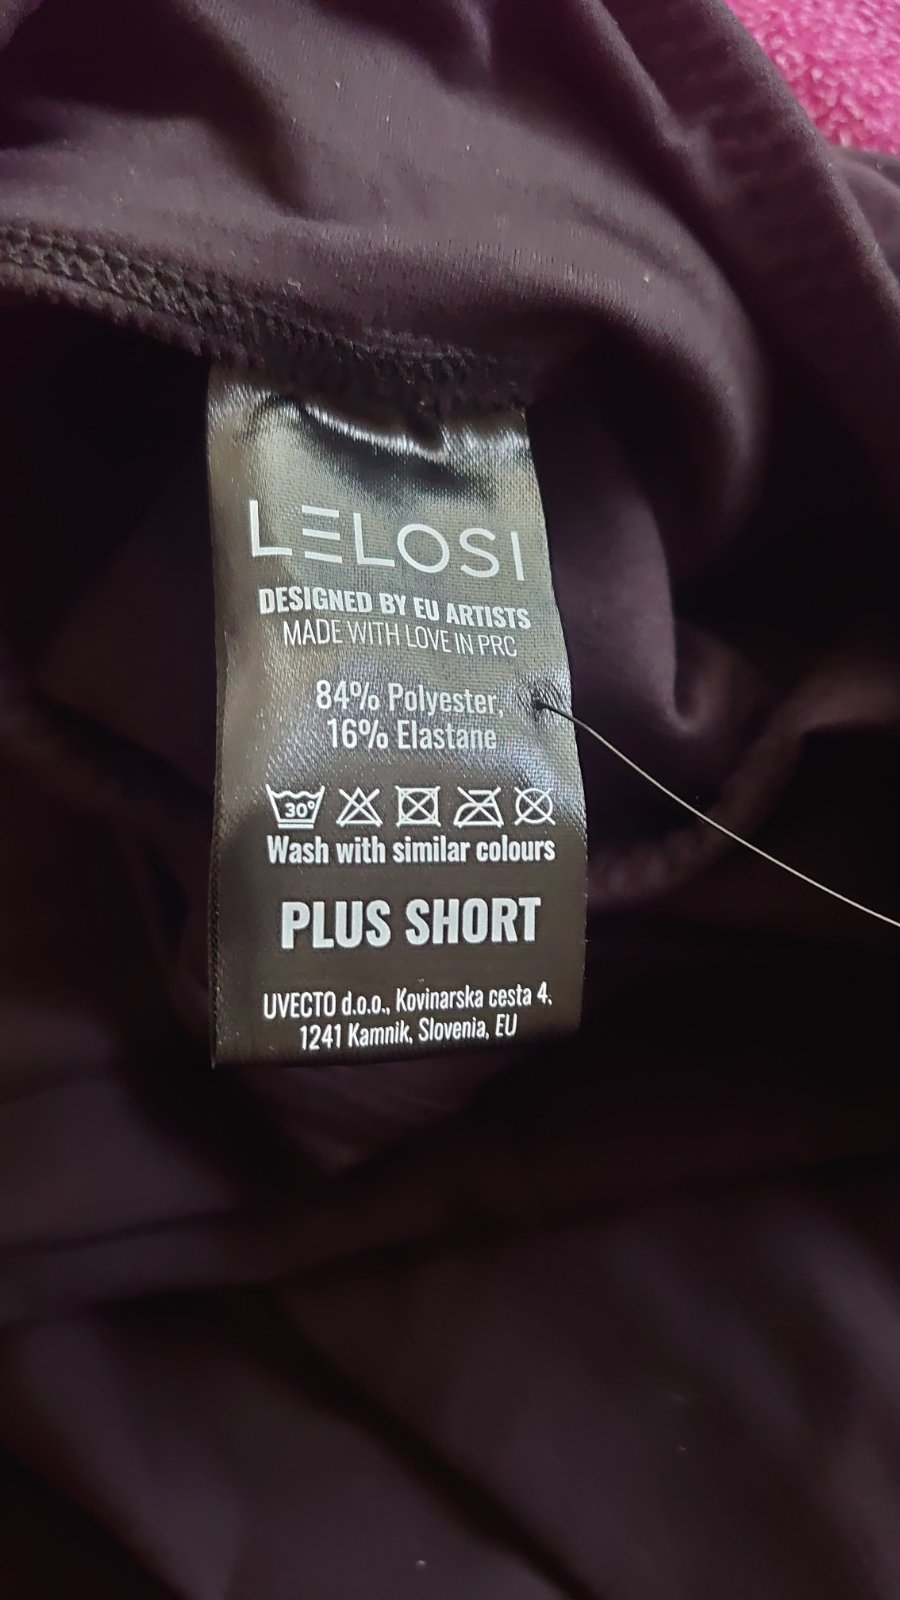 LELOSI
DESIGNED BY EU ARTISTS
MADE WITH LOVE IN PRC
84% Polyester,
16% Elastane
30°
Wash with similar colours
PLUS SHORT
UVECTO d.o.o., Kovinarska cesta 4,
1241 Kamnik, Slovenia, EU